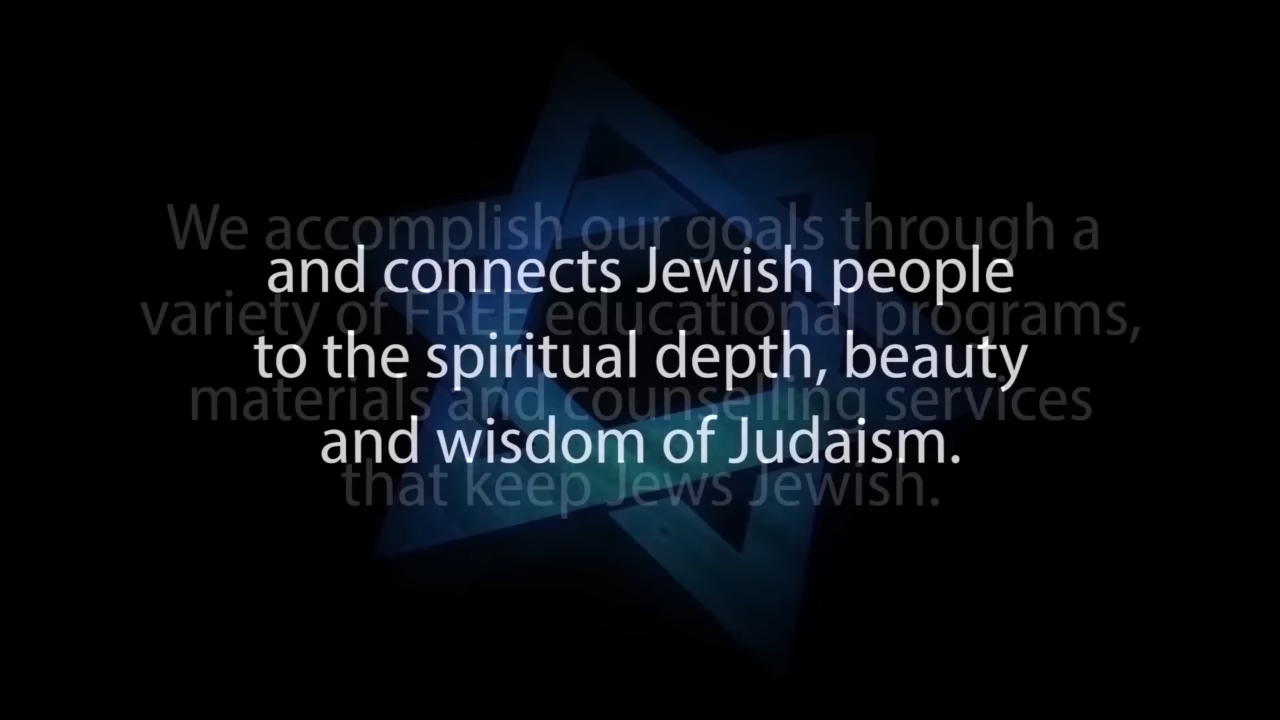 We accomplish our goals through a
and connects Jewish people
variety of FREE educational programs,
to the spiritual depth, beauty
materials and counselling services
and wisdom of Judaism.
that keep Jews Jewish.